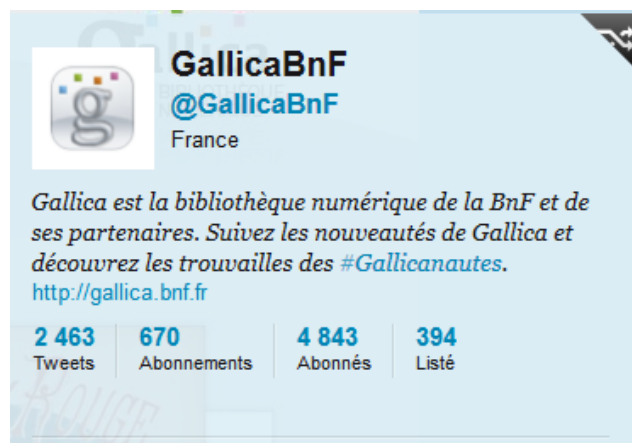 GallicaBnF
@GallicaBnF
France
g
Gallica est la bibliothèque numérique de la BnF et de
ses partenaires. Suivez les nouveautés de Gallica et
découvrez les trouvailles des #Gallicanautes.
http://gallica.bnf.fr
2 463 670 4 843 394
Tweets Abonnements Abonnés Listé
ROUGE